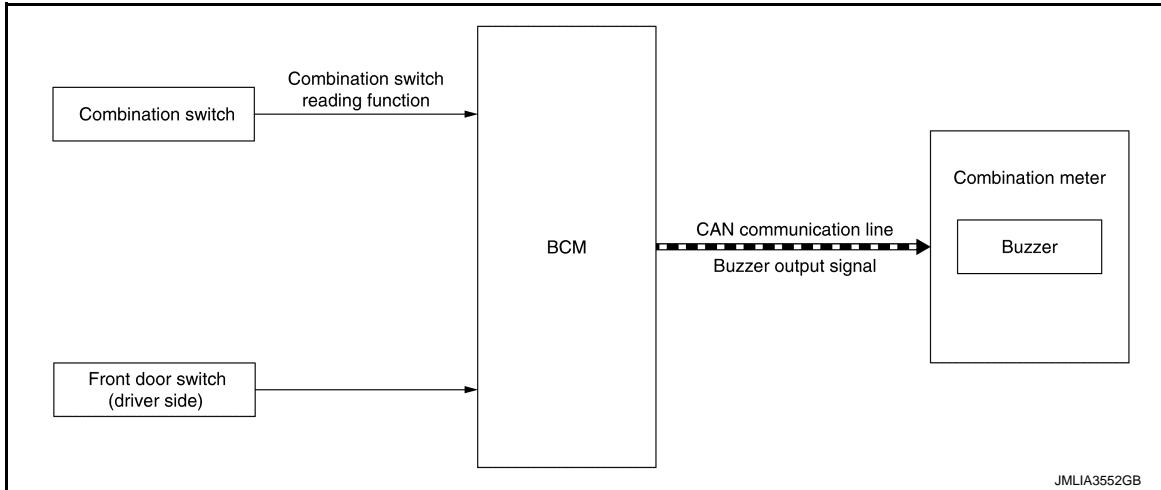 Combination switch
Combination switch
reading function
BCM
CAN communication line
Buzzer output signal
Combination meter
Buzzer
Front door switch
(driver side)
JMLIA3552GB